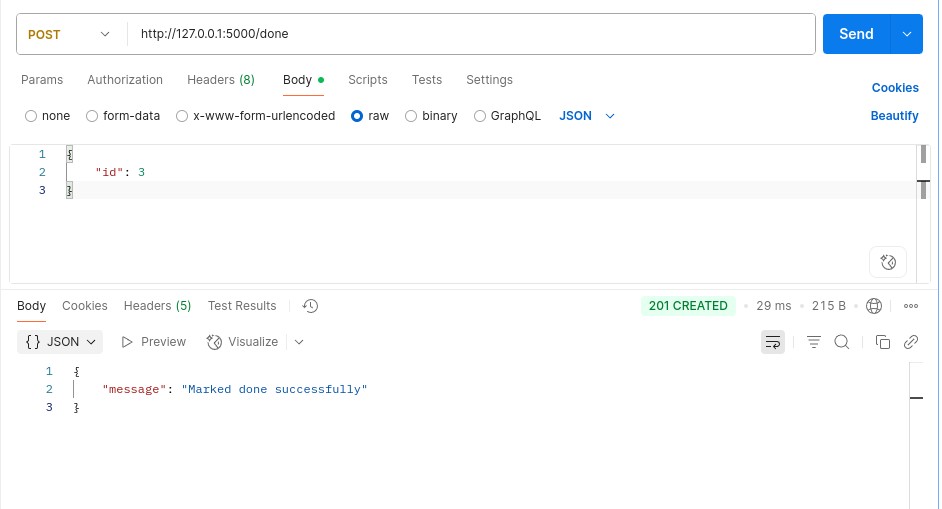 POST http://127.0.0.1:5000/done Send
Params Authorization Headers (8) Body Scripts Tests Settings Cookies
none form-data x-www-form-urlencoded raw binary GraphQL JSON Beautify
1 {
2 "id": 3
3 }
Body Cookies Headers (5) Test Results 201 CREATED • 29 ms • 215 B •
{} JSON Preview Visualize
1 {
2 "message": "Marked done successfully"
3 }